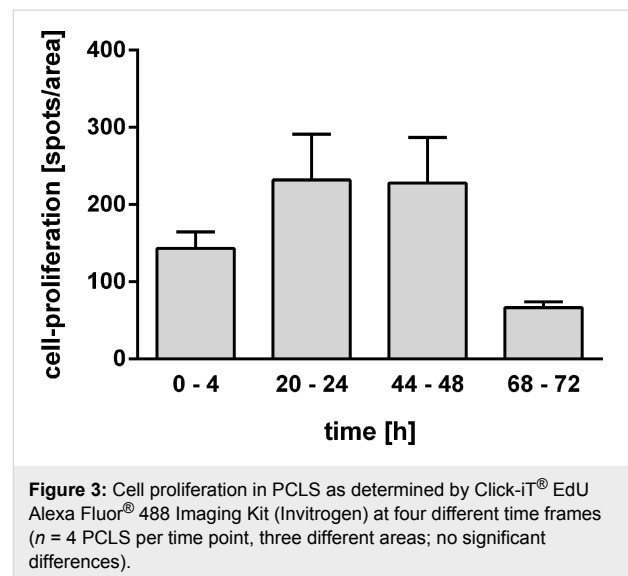 cell-proliferation [spots/area]
400
300
200
100
0
0 - 4 20 - 24 44 - 48 68 - 72
time [h]
Figure 3: Cell proliferation in PCLS as determined by Click-iT® EdU
Alexa Fluor® 488 Imaging Kit (Invitrogen) at four different time frames
(n = 4 PCLS per time point, three different areas; no significant
differences).